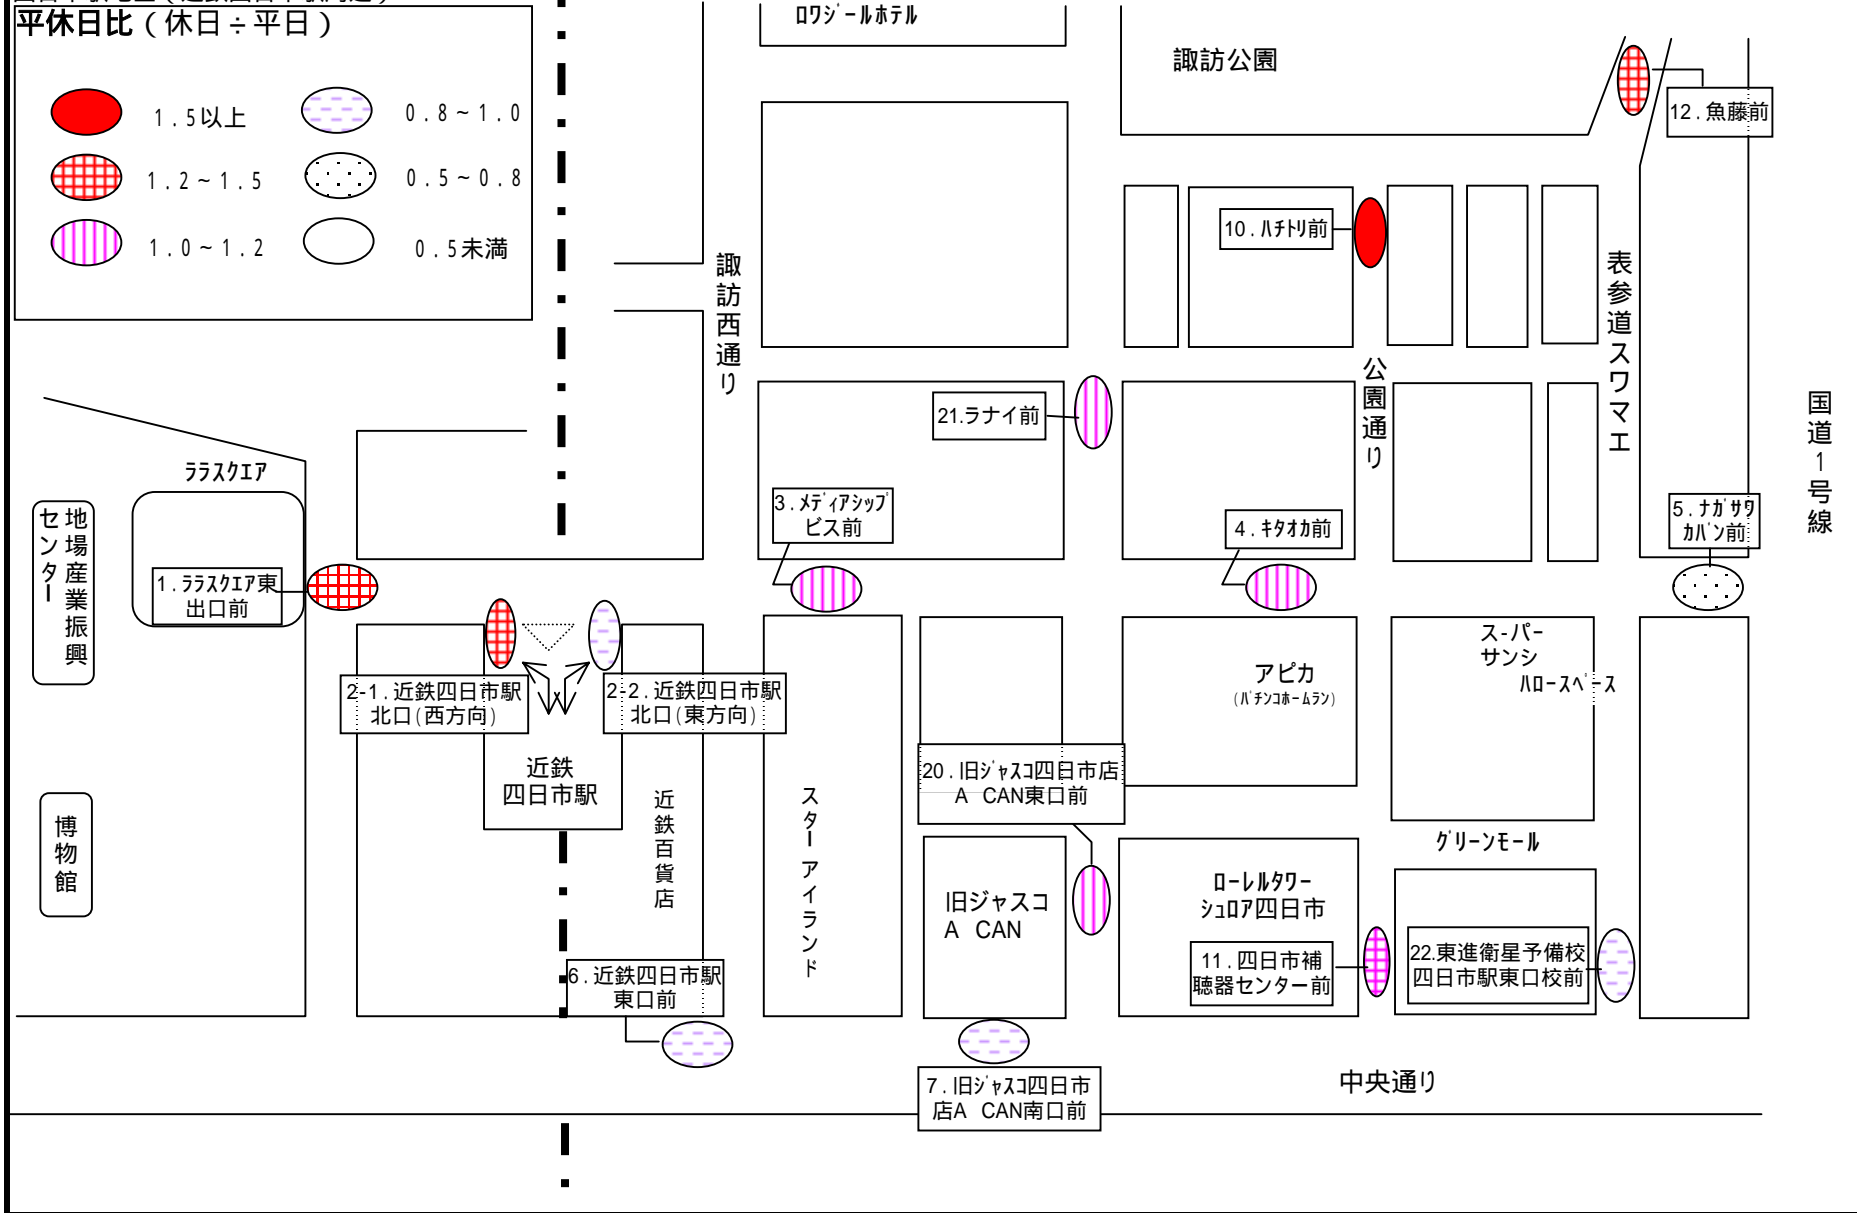 平休日比（休日÷平日）
1.5以上
0.8～1.0
1.2～1.5
0.5～0.8
1.0～1.2
0.5未満
ロワジールホテル
諏訪公園
12.魚藤前
10.ハチトリ前
諏訪西通り
表参道スワマエ
公園通り
国道1号線
21.ラナイ前
ララスクエア
地場産業振興
センター
1.ララスクエア東
出口前
3.メディアシップ
ビス前
4.キタオカ前
5.ナガサワ
カバン前
2-1.近鉄四日市駅
北口(西方向)
2-2.近鉄四日市駅
北口(東方向)
近鉄
四日市駅
近鉄百貨店
スターアイランド
アピカ
(パチンコホームラン)
ス-パー
サンシ
ハロースペース
20.旧ジャスコ四日市店
A CAN東口前
博物館
旧ジャスコ
A CAN
グリーンモール
ローレルタワー
シュロア四日市
11.四日市補
聴器センター前
22.東進衛星予備校
四日市駅東口校前
6.近鉄四日市駅
東口前
7.旧ジャスコ四日市
店A CAN南口前
中央通り